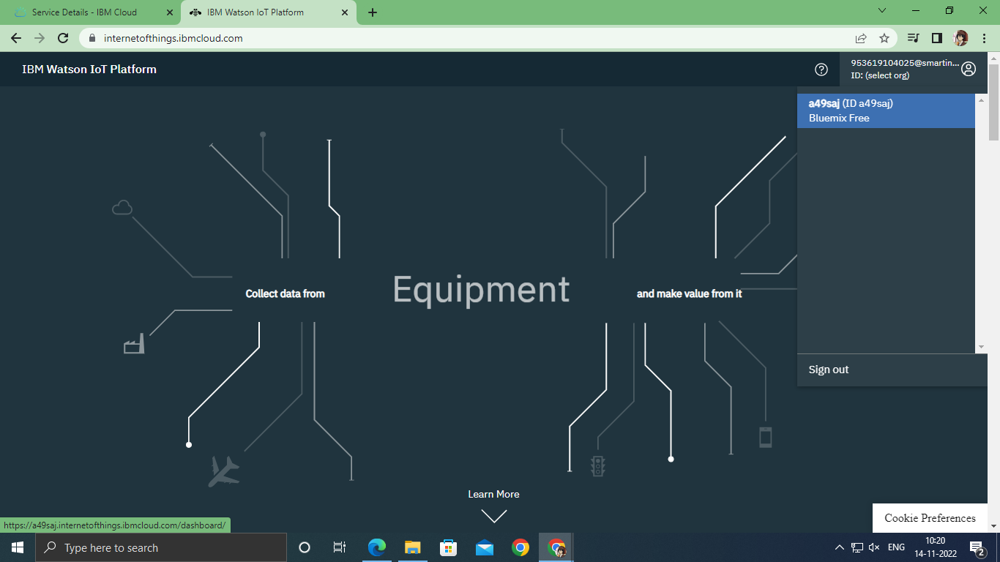 Service Details - IBM Cloud
IBM Watson IoT Platform
internetofthings.ibmcloud.com
IBM Watson IoT Platform
953619104025@smartin...
ID: (select org)
a49saj (ID a49saj)
Bluemix Free
Collect data from
Equipment
and make value from it
Sign out
Learn More
Cookie Preferences
https://a49saj.internetofthings.ibmcloud.com/dashboard/
Type here to search
ENG
10:20
14-11-2022
2